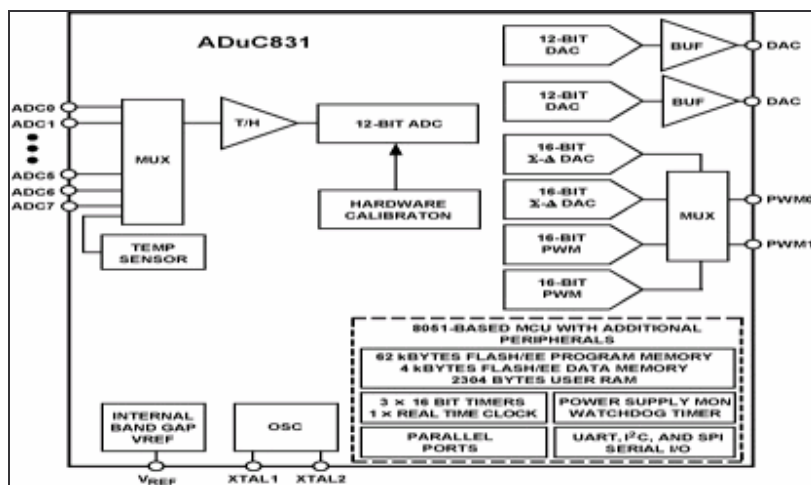 ADuC831
12-BIT
DAC
BUF
DAC
12-BIT
DAC
BUF
DAC
ADC0
ADC1
ADC5
ADC6
ADC7
MUX
T/H
12-BIT ADC
HARDWARE
CALIBRATON
TEMP
SENSOR
16-BIT
Σ-Δ DAC
16-BIT
Σ-Δ DAC
16-BIT
PWM
16-BIT
PWM
MUX
PWM0
PWM1
8051-BASED MCU WITH ADDITIONAL
PERIPHERALS
62 kBYTES FLASH/EE PROGRAM MEMORY
4 kBYTES FLASH/EE DATA MEMORY
2304 BYTES USER RAM
3 × 16 BIT TIMERS
1 × REAL TIME CLOCK
POWER SUPPLY MON
WATCHDOG TIMER
PARALLEL
PORTS
UART, I²C, AND SPI
SERIAL I/O
INTERNAL
BAND GAP
VREF
OSC
VREF
XTAL1
XTAL2